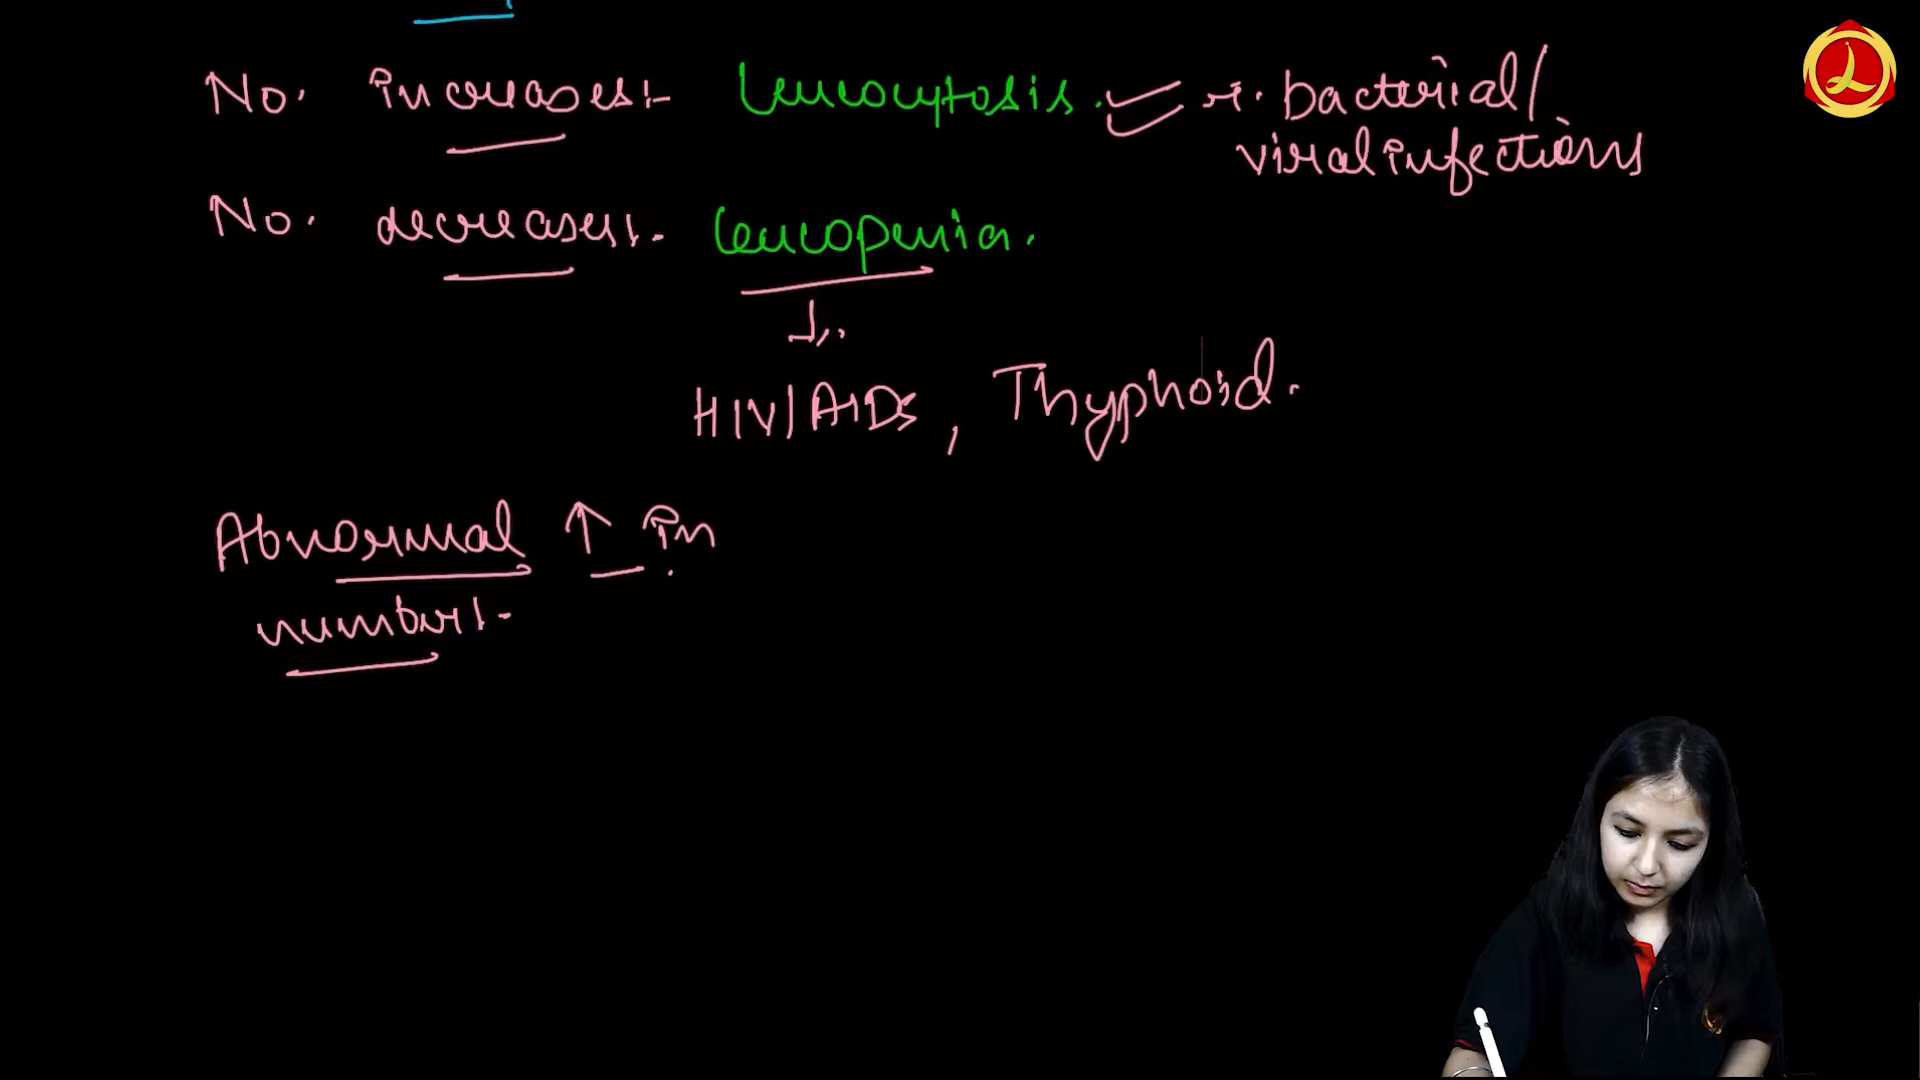 No. increases:- leucocytosis. r. bacterial/
viral infections
No. decreases:- leucopenia.
HIV/AIDS, Thyphoid.
Abnormal ↑ in
number:-